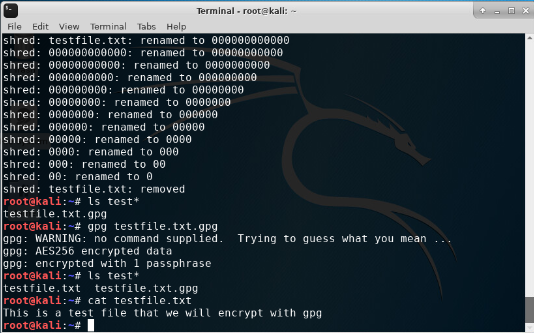 Terminal - root@kali: ~
File Edit View Terminal Tabs Help
shred: testfile.txt: renamed to 000000000000
shred: 000000000000: renamed to 00000000000
shred: 00000000000: renamed to 0000000000
shred: 0000000000: renamed to 000000000
shred: 000000000: renamed to 00000000
shred: 00000000: renamed to 0000000
shred: 0000000: renamed to 000000
shred: 000000: renamed to 00000
shred: 00000: renamed to 0000
shred: 0000: renamed to 000
shred: 000: renamed to 00
shred: 00: renamed to 0
shred: testfile.txt: removed
root@kali:~# ls test*
testfile.txt.gpg
root@kali:~# gpg testfile.txt.gpg
gpg: WARNING: no command supplied.  Trying to guess what you mean ...
gpg: AES256 encrypted data
gpg: encrypted with 1 passphrase
root@kali:~# ls test*
testfile.txt  testfile.txt.gpg
root@kali:~# cat testfile.txt
This is a test file that we will encrypt with gpg
root@kali:~#